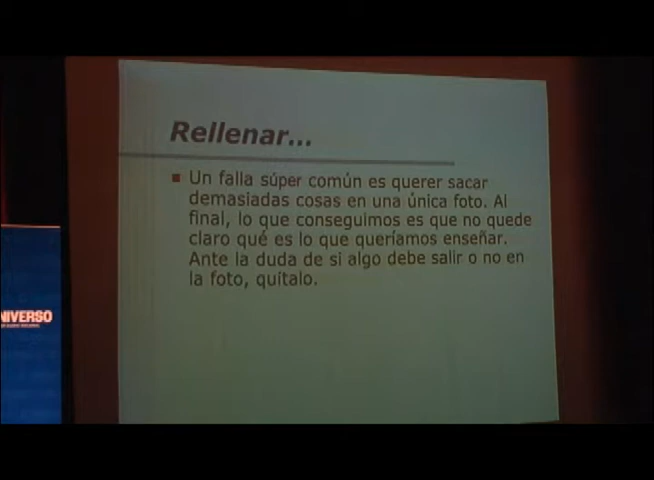 Rellenar...
Un falla súper común es querer sacar
demasiadas cosas en una única foto. Al
final, lo que conseguimos es que no quede
claro qué es lo que queríamos enseñar.
Ante la duda de si algo debe salir o no en
la foto, quitalo.
NIVERSO